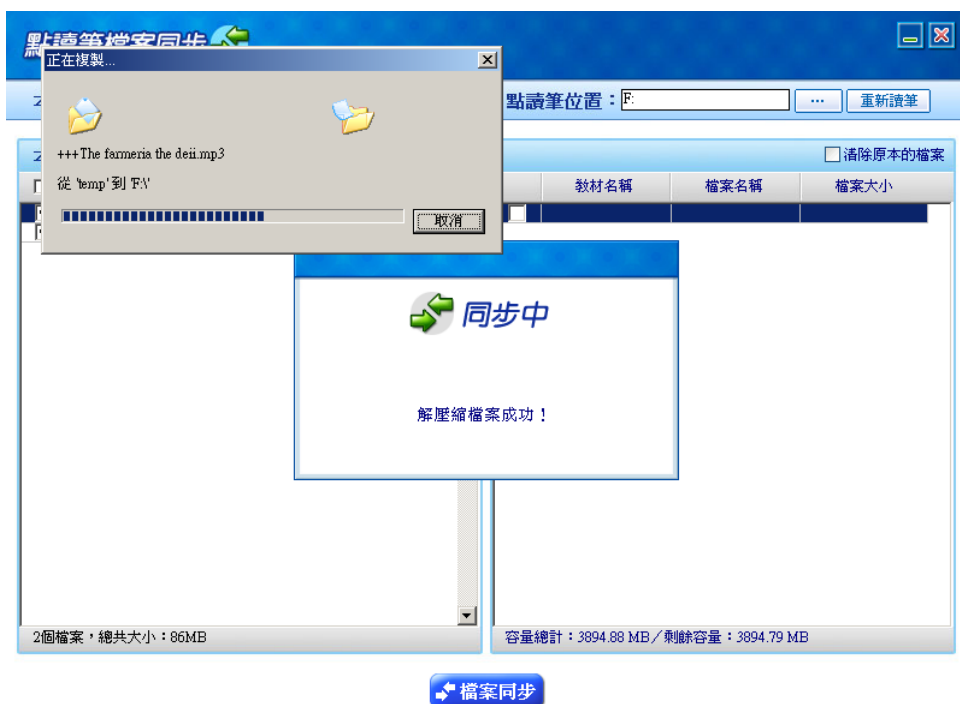 點讀筆檔案同步
正在複製...
+++The farmeria the deii.mp3
從 'temp' 到 'F:\'
取消
點讀筆位置：F:
...
重新讀筆
清除原本的檔案
教材名稱 檔案名稱 檔案大小
同步中
解壓縮檔案成功！
2個檔案，總共大小：86MB
容量總計：3894.88 MB／剩餘容量：3894.79 MB
檔案同步